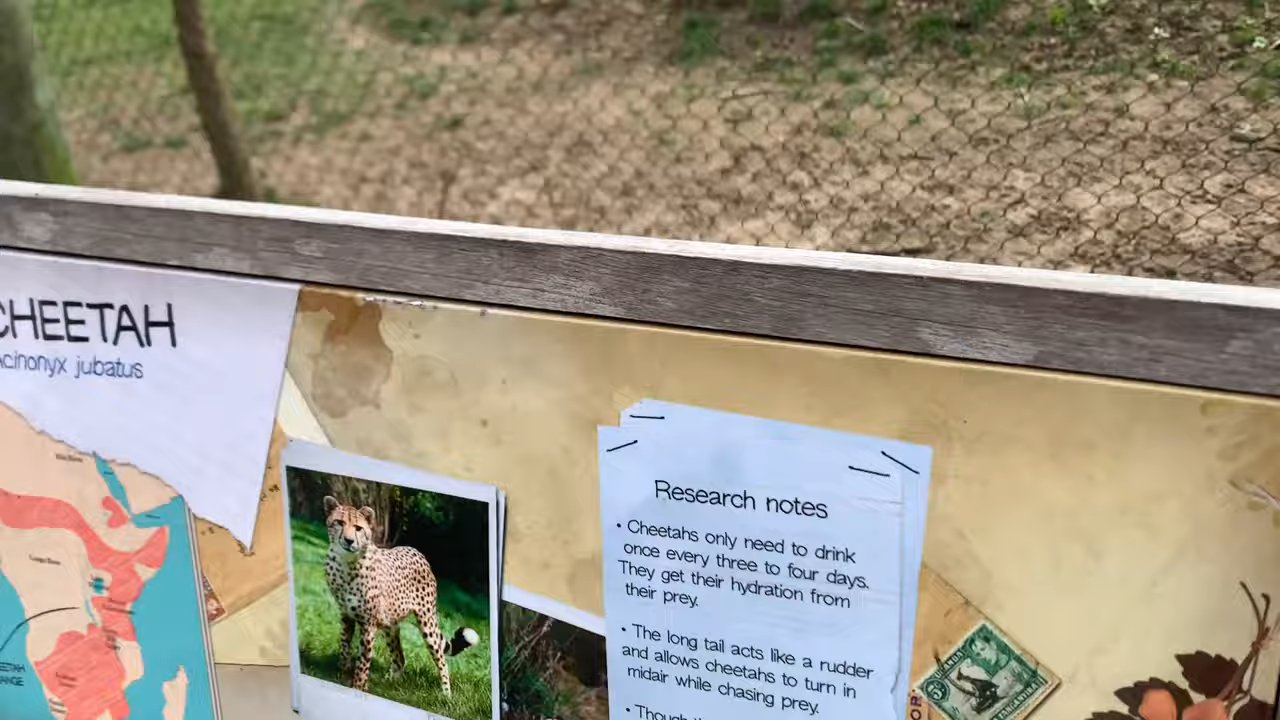 CHEETAH
Acinonyx jubatus
Research notes
• Cheetahs only need to drink
once every three to four days.
They get their hydration from
their prey.
• The long tail acts like a rudder
and allows cheetahs to turn in
midair while chasing prey.